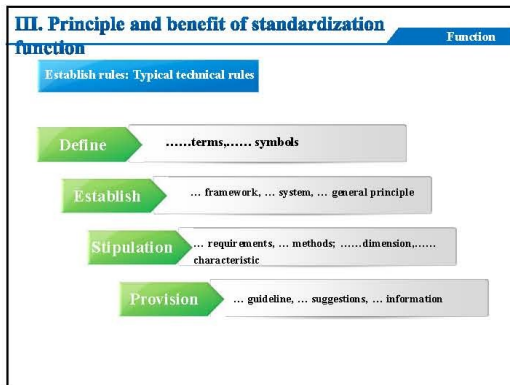 III. Principle and benefit of standardization
function
Function
Establish rules: Typical technical rules
Define
……terms,…… symbols
Establish
… framework, … system, … general principle
Stipulation
… requirements, … methods; ……dimension,……
characteristic
Provision
… guideline, … suggestions, … information